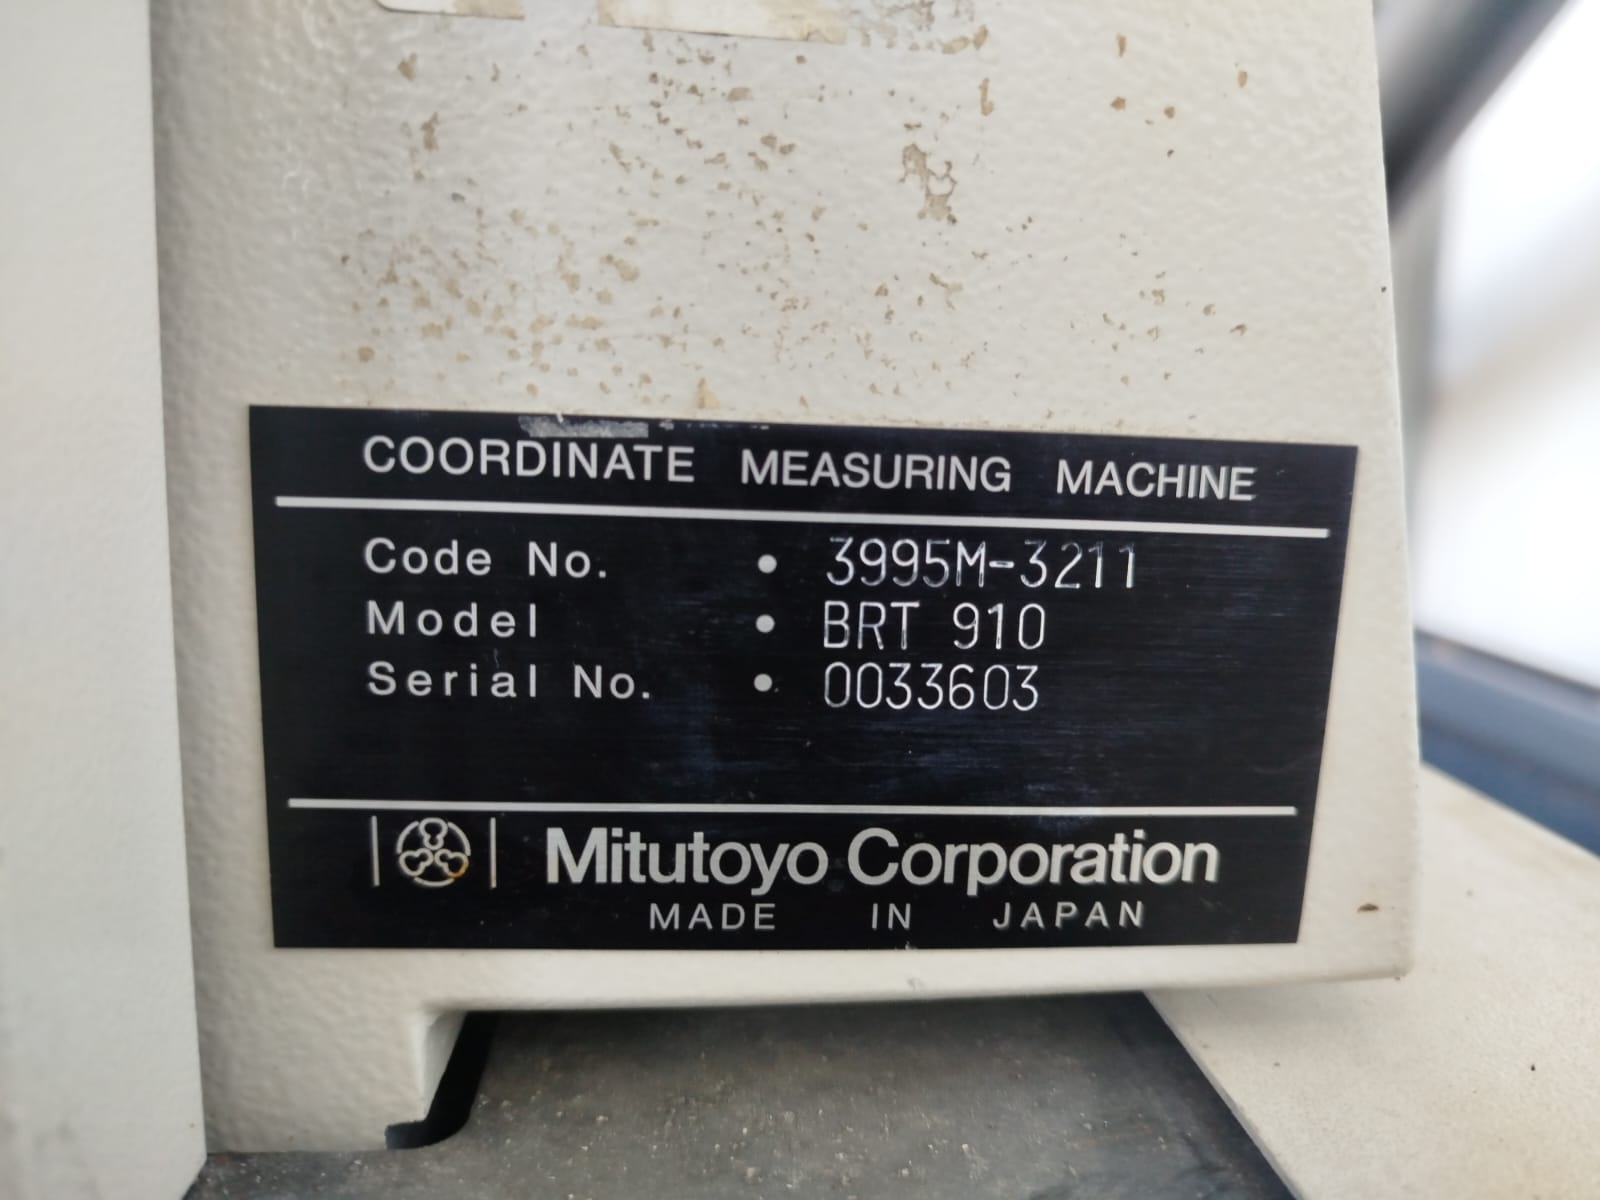 COORDINATE MEASURING MACHINE
Code No. • 3995M-3211
Model • BRT 910
Serial No. • 0033603
Mitutoyo Corporation
MADE IN JAPAN